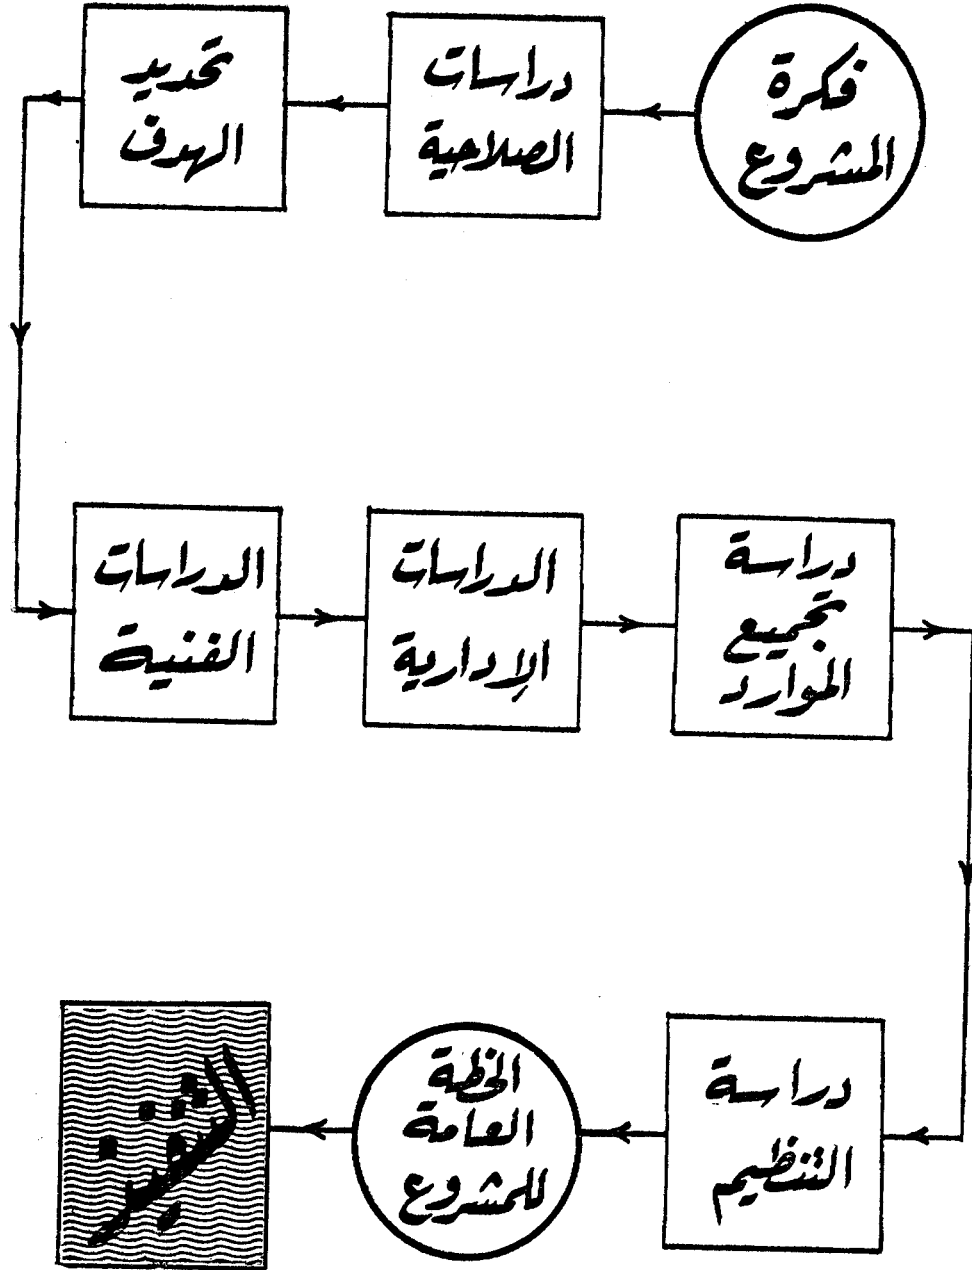 فكرة
المشروع
دراسات
الصلاحية
تحديد
الهدف
الدراسات
الفنية
الدراسات
الإدارية
دراسة
تجميع
الموارد
دراسة
التنظيم
الخطة
العامة
للمشروع